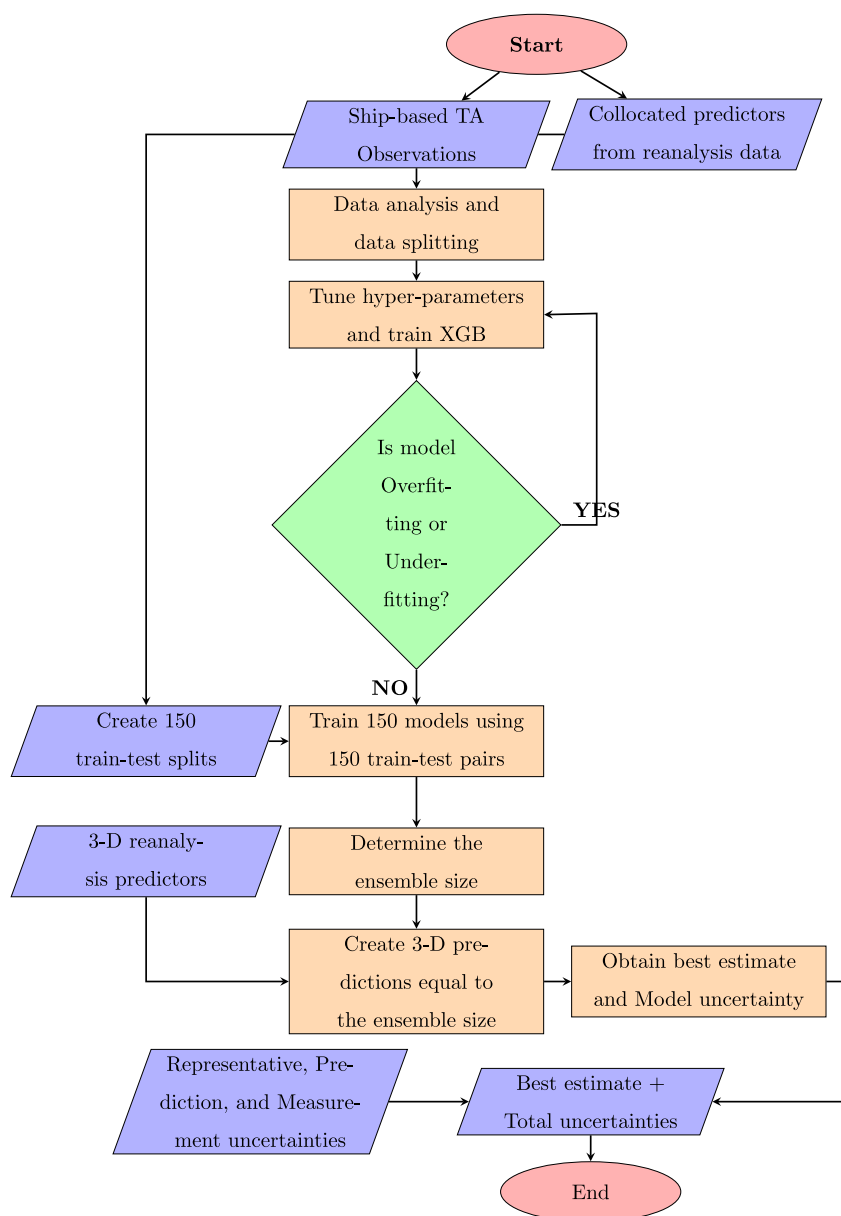 Start
Ship-based TA
Observations
Collocated predictors
from reanalysis data
Data analysis and
data splitting
Tune hyper-parameters
and train XGB
Is model
Overfit-
ting or
Under-
fitting?
YES
NO
Create 150
train-test splits
Train 150 models using
150 train-test pairs
3-D reanaly-
sis predictors
Determine the
ensemble size
Create 3-D pre-
dictions equal to
the ensemble size
Obtain best estimate
and Model uncertainty
Representative, Pre-
diction, and Measure-
ment uncertainties
Best estimate +
Total uncertainties
End